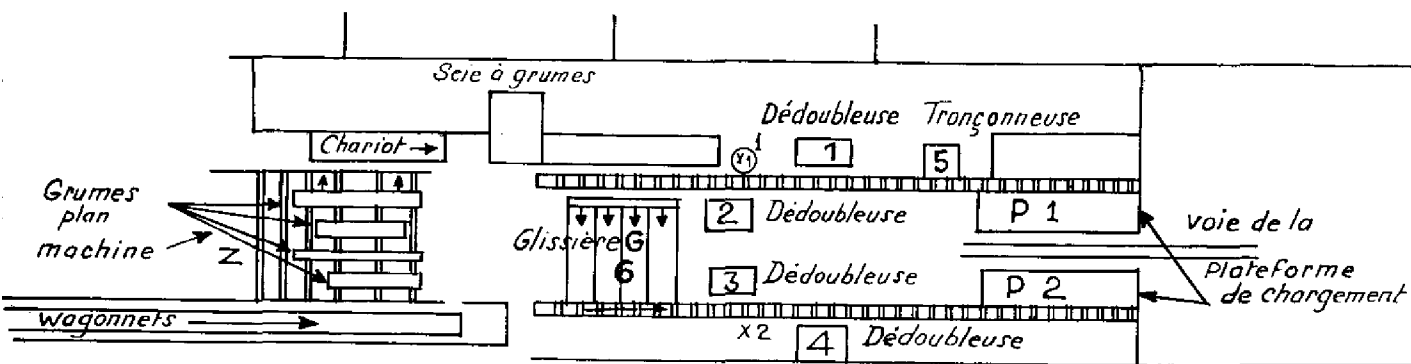 Scie à grumes
Dédoubleuse Tronçonneuse
Chariot →
Y1
1
1
5
Grumes
plan
machine
Z
2 Dédoubleuse
P 1
Glissière G
6
voie de la
3 Dédoubleuse
P 2
Plateforme
de chargement
wagonnets
X2
4 Dédoubleuse